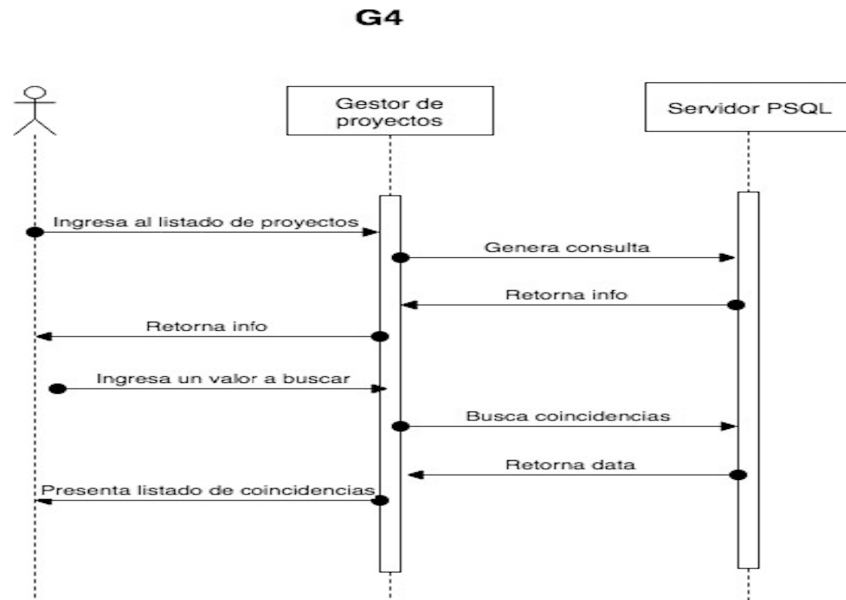 G4
Gestor de
proyectos
Servidor PSQL
Ingresa al listado de proyectos
Genera consulta
Retorna info
Retorna info
Ingresa un valor a buscar
Busca coincidencias
Retorna data
Presenta listado de coincidencias